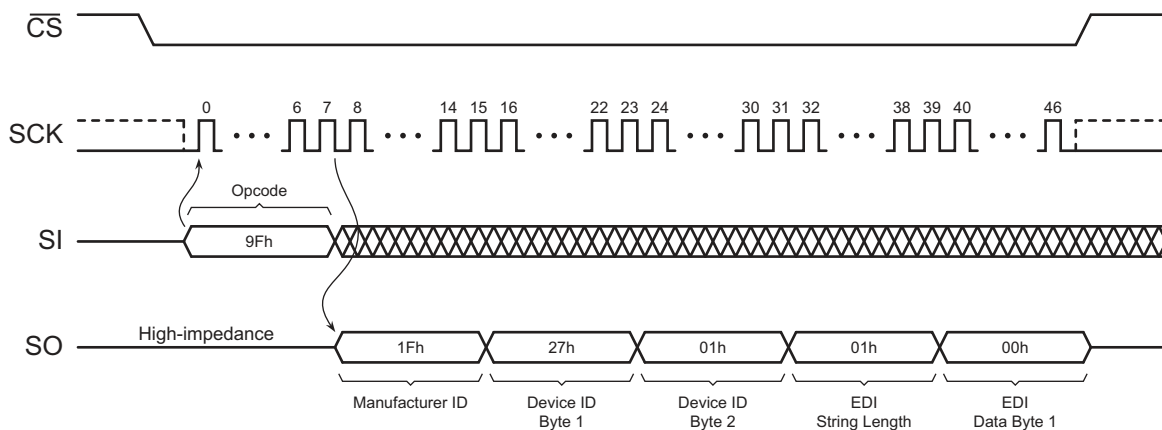 CS
0 6 7 8 14 15 16 22 23 24 30 31 32 38 39 40 46
SCK
Opcode
SI 9Fh
High-impedance
SO 1Fh 27h 01h 01h 00h
Manufacturer ID Device ID Device ID EDI EDI
Byte 1 Byte 2 String Length Data Byte 1